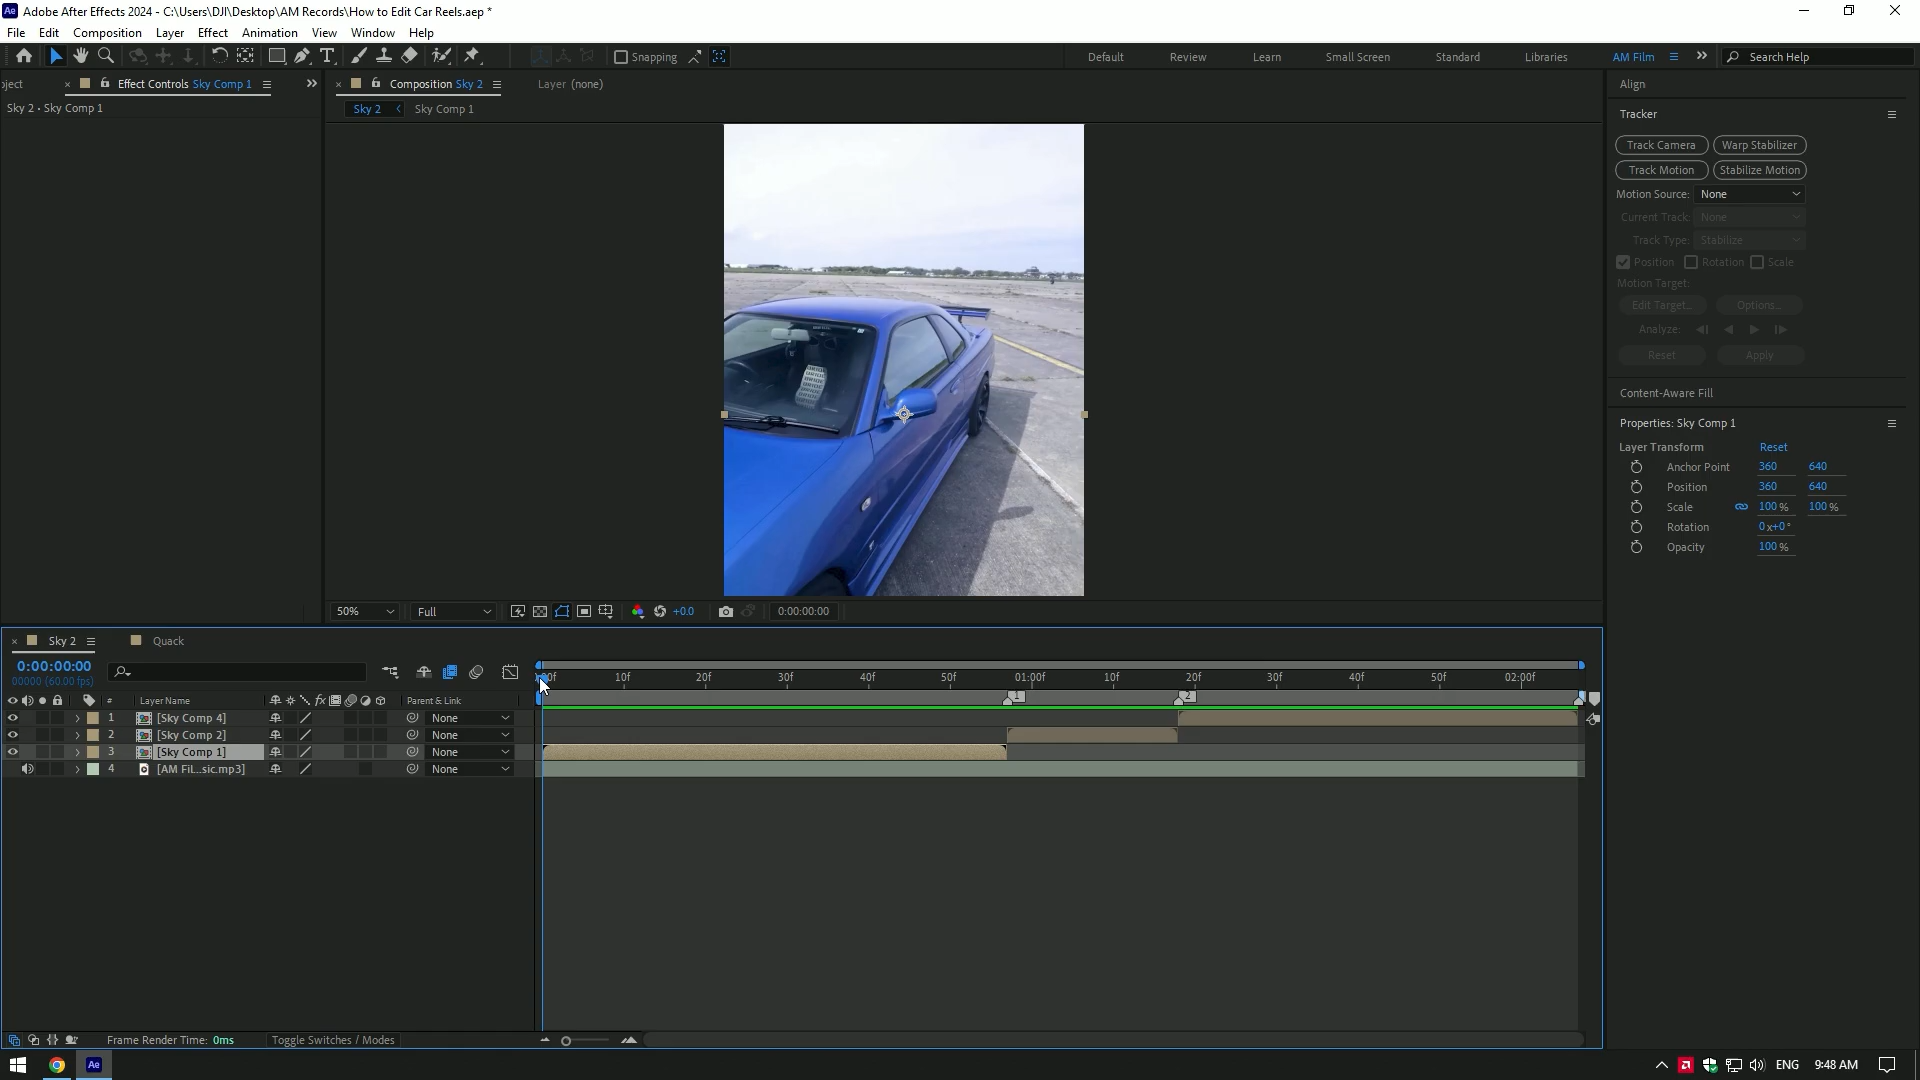 Ae Adobe After Effects 2024 - C:\Users\DJI\Desktop\AM Records\How to Edit Car Reels.aep *
File Edit Composition Layer Effect Animation View Window Help
Snapping Default Review Learn Small Screen Standard Libraries AM Film Search Help
ject Effect Controls Sky Comp 1 Composition Sky 2 Layer (none) Align
Sky 2 • Sky Comp 1 Sky 2 Sky Comp 1
Tracker
Track Camera Warp Stabilizer
Track Motion Stabilize Motion
Motion Source: None
Current Track: None
Track Type: Stabilize
Position Rotation Scale
Motion Target:
Edit Target... Options...
Analyze:
Reset Apply
Content-Aware Fill
Properties: Sky Comp 1
Layer Transform Reset
Anchor Point 360 640
Position 360 640
Scale 100 % 100 %
Rotation 0x+0°
Opacity 100 %
50% Full +0.0 0:00:00:00
Sky 2 Quack
0:00:00:00
00000 (60.00 fps)
:00f 10f 20f 30f 40f 50f 01:00f 10f 20f 30f 40f 50f 02:00f
# Layer Name fx Parent & Link 1 2
1 [Sky Comp 4] None
2 [Sky Comp 2] None
3 [Sky Comp 1] None
4 [AM Fil...sic.mp3] None
Frame Render Time: 0ms Toggle Switches / Modes
Ae ENG 9:48 AM